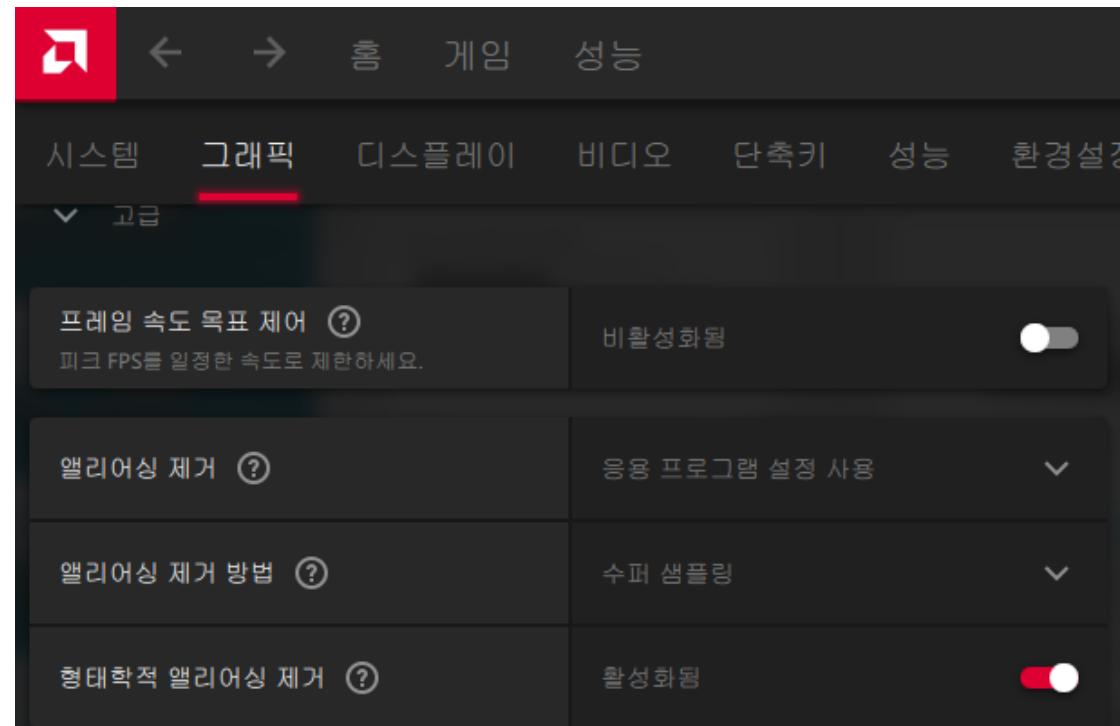 홈 게임 성능
시스템 그래픽 디스플레이 비디오 단축키 성능 환경설정
고급
프레임 속도 목표 제어 ?
비활성화됨
피크 FPS를 일정한 속도로 제한하세요.
앨리어싱 제거 ?
응용 프로그램 설정 사용
앨리어싱 제거 방법 ?
수퍼 샘플링
형태학적 앨리어싱 제거 ?
활성화됨